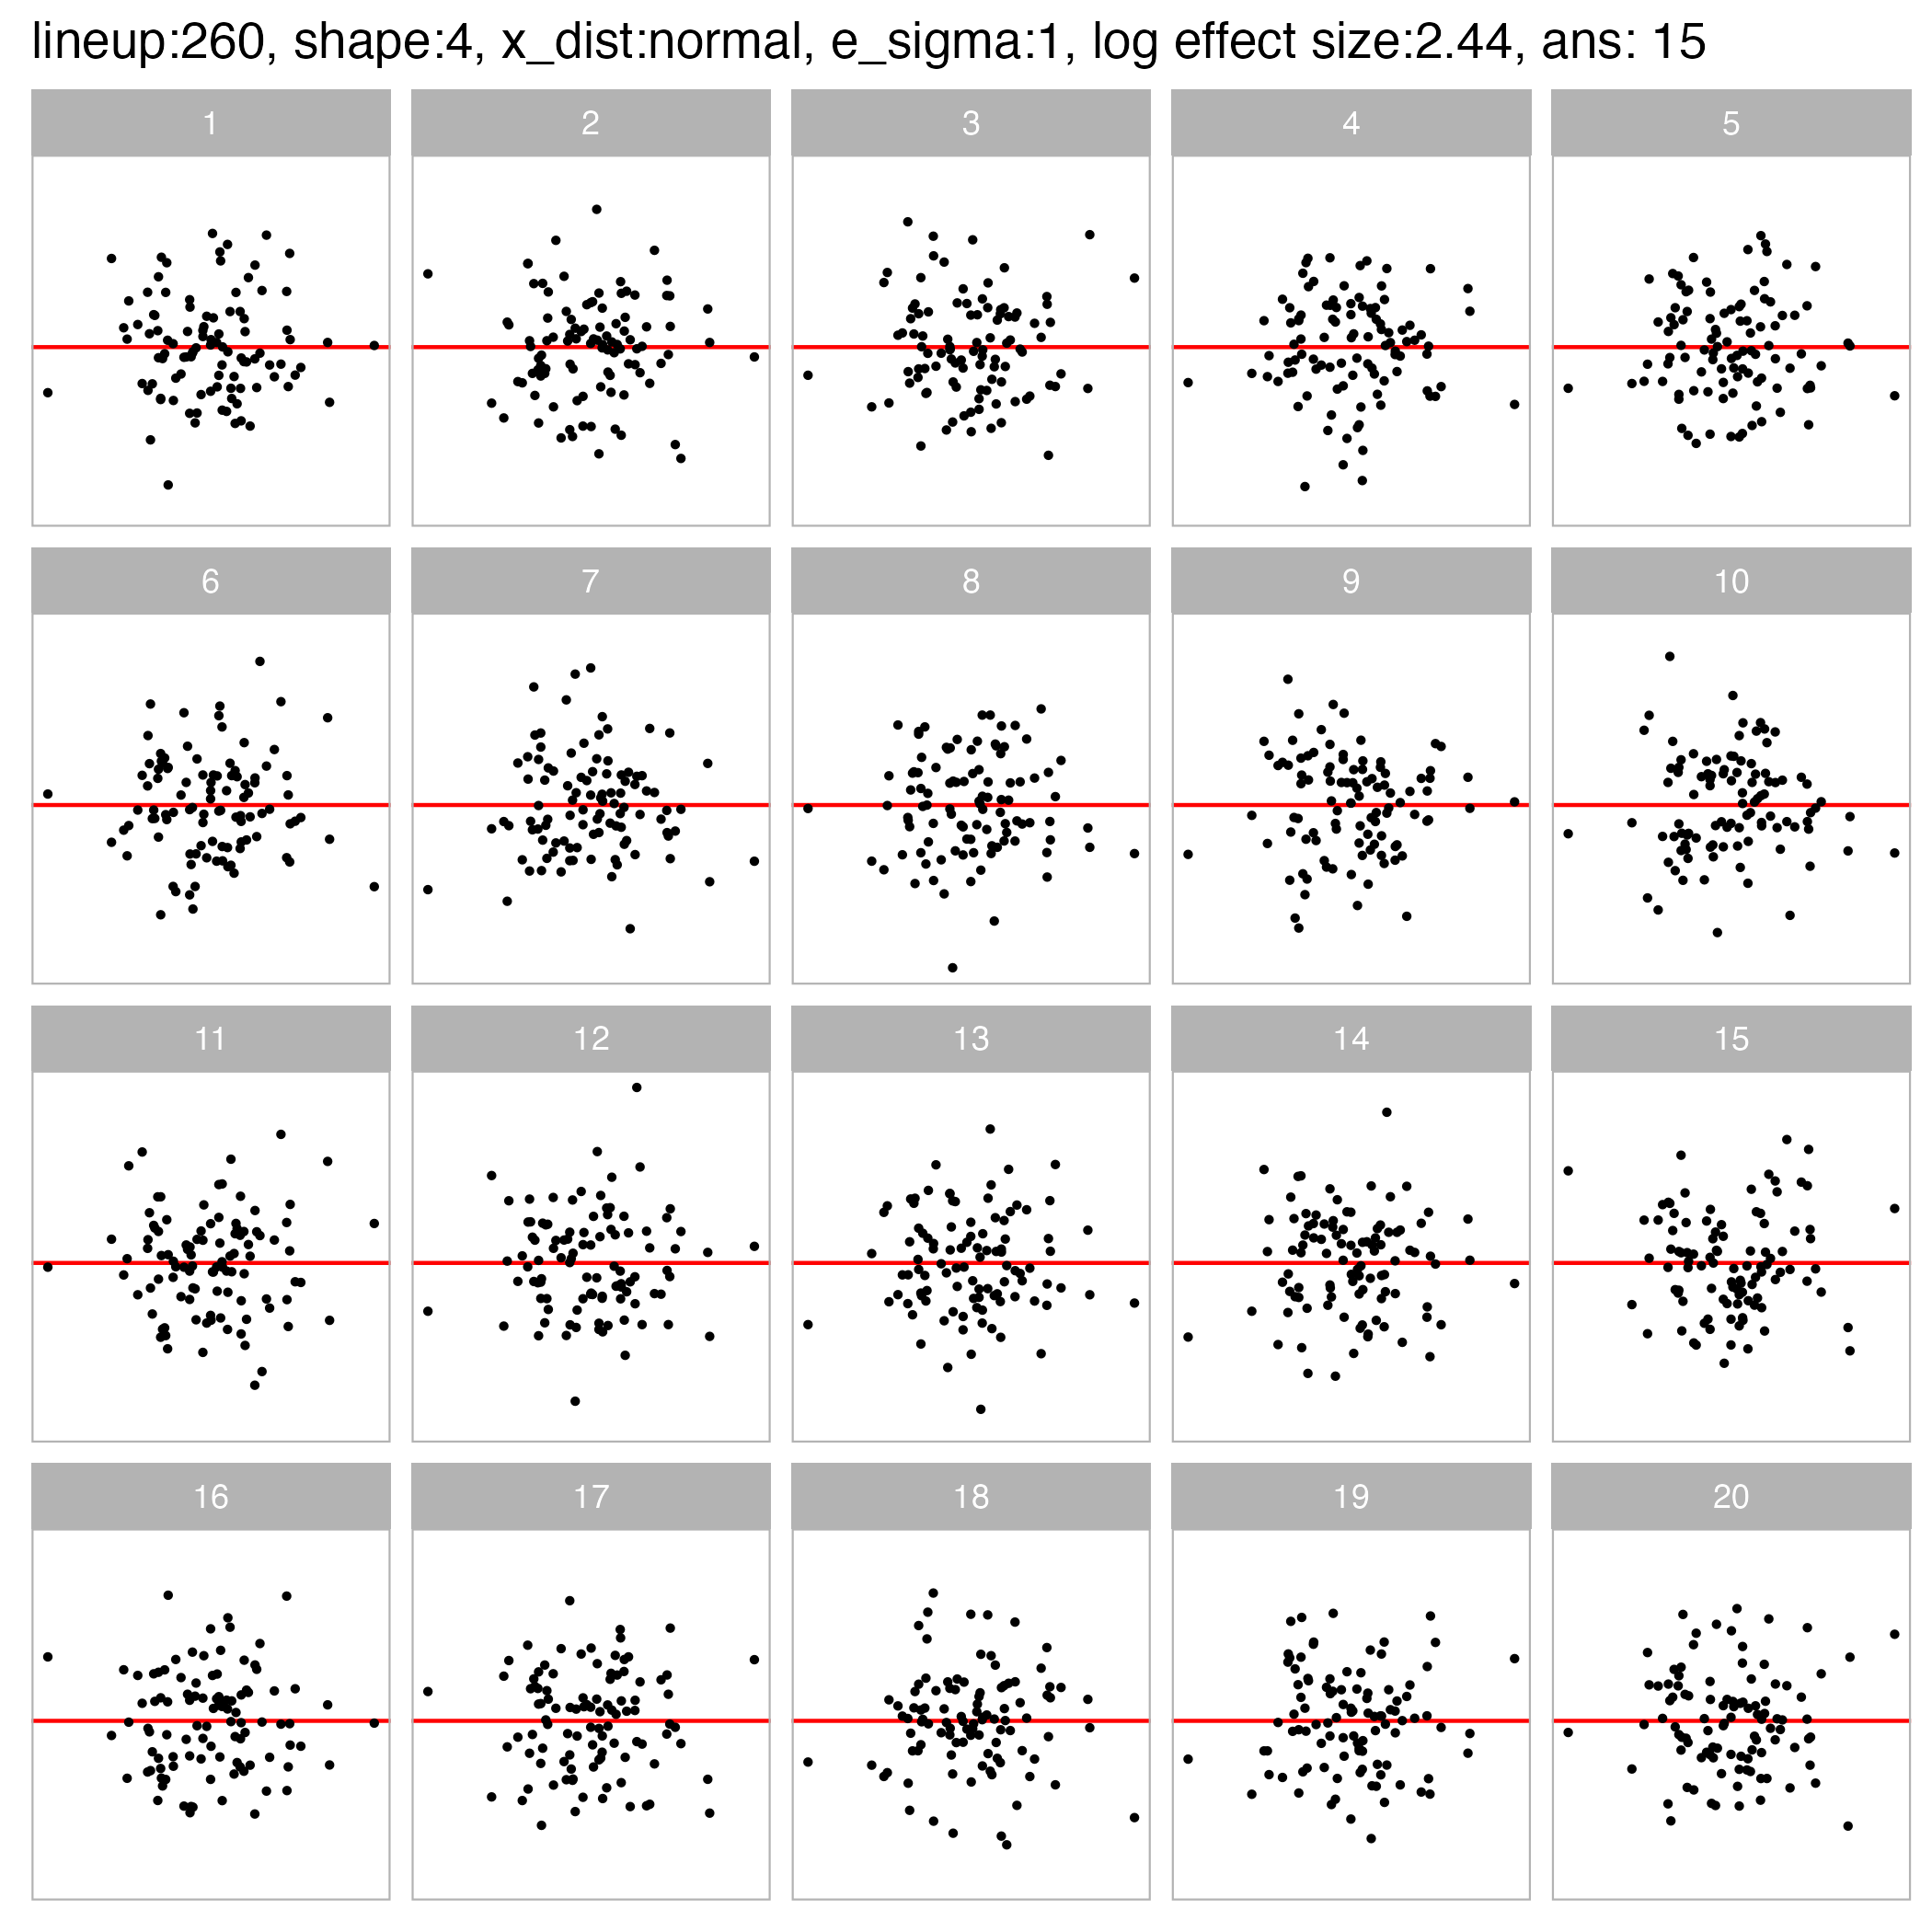 lineup:260, shape:4, x_dist:normal, e_sigma:1, log effect size:2.44, ans: 15
1 2 3 4 5
6 7 8 9 10
11 12 13 14 15
16 17 18 19 20